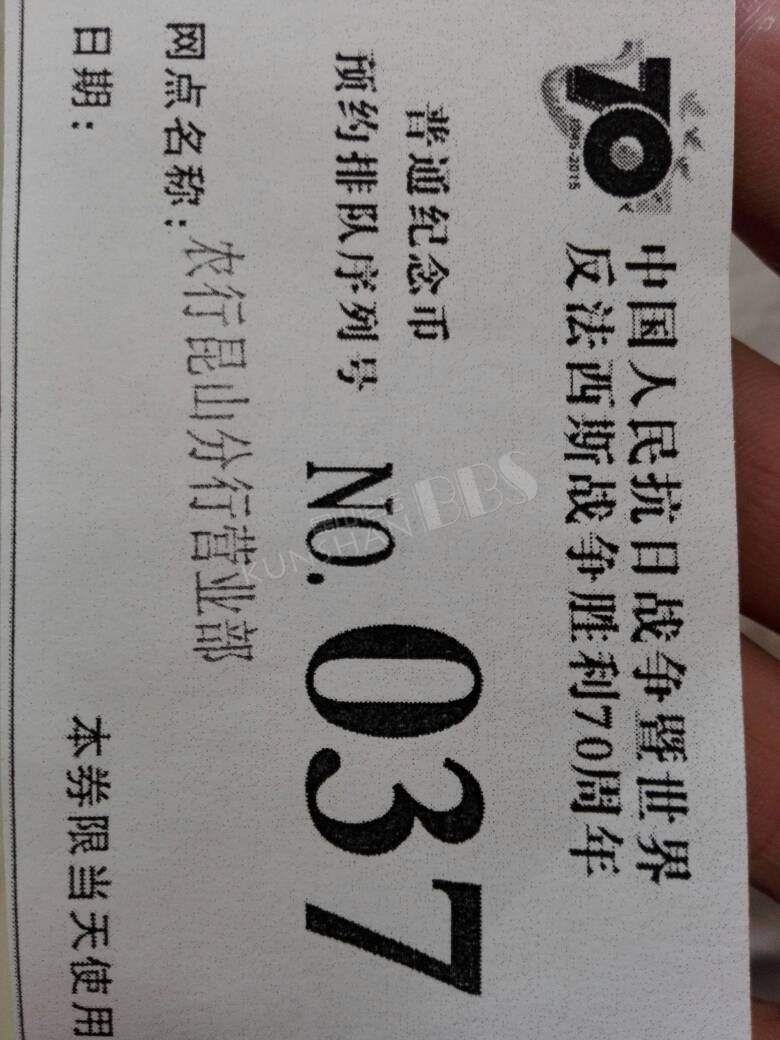 中国人民抗日战争暨世界
反法西斯战争胜利70周年
70
普通纪念币
预约排队序列号
NO. 037
网点名称：农行昆山分行营业部
日期：
本券限当天使用
KUNSHAN BBS